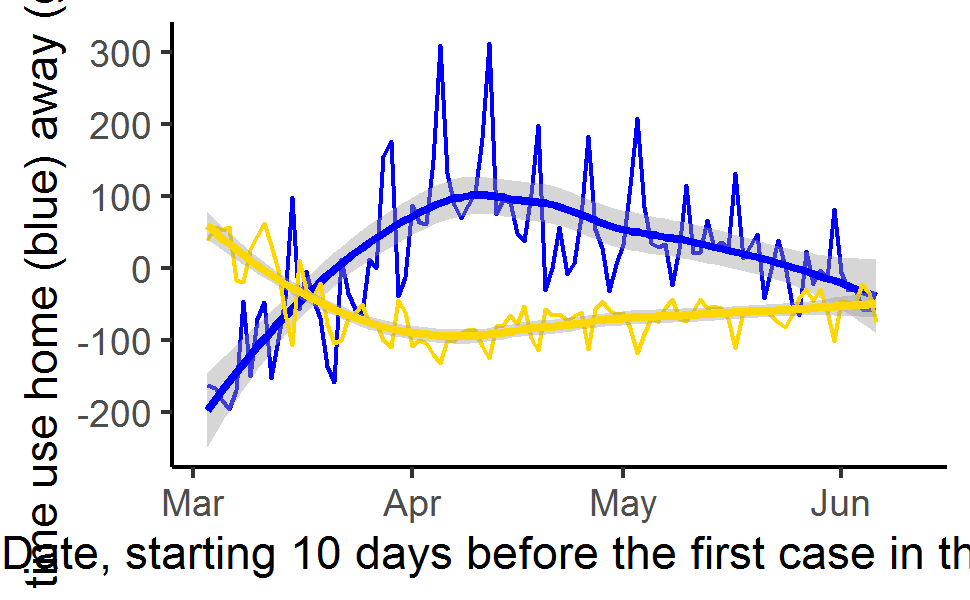 time use home (blue) away (g
300
200
100
0
-100
-200
Mar Apr May Jun
Date, starting 10 days before the first case in th